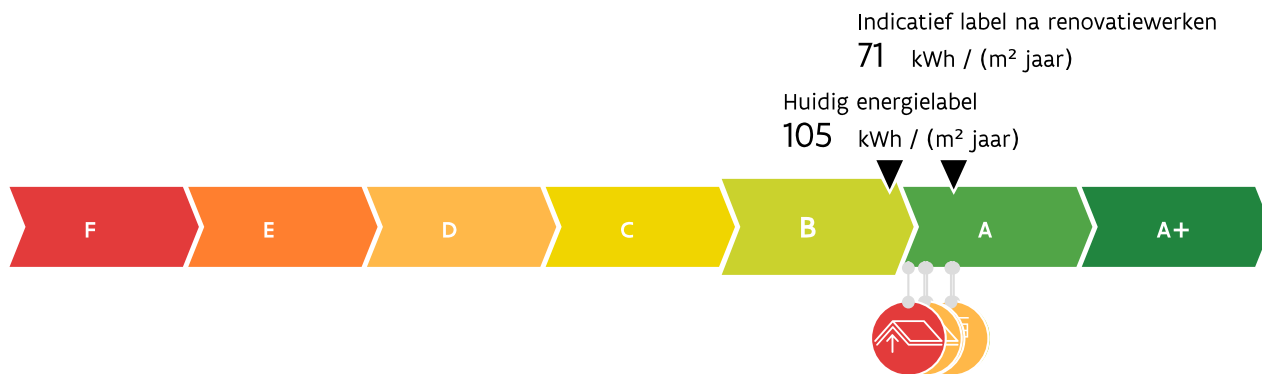 Indicatief label na renovatiewerken
71 kWh / (m² jaar)
Huidig energielabel
105 kWh / (m² jaar)
F E D C B A A+